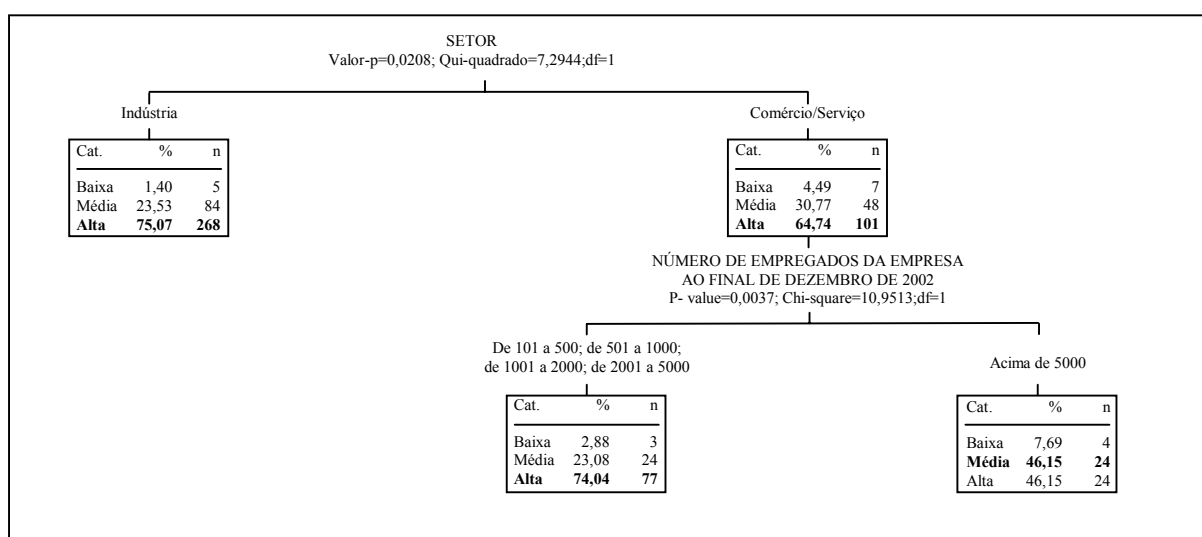 SETOR
Valor-p=0,0208; Qui-quadrado=7,2944;df=1
Indústria
Cat. % n
Baixa 1,40 5
Média 23,53 84
Alta 75,07 268
Comércio/Serviço
Cat. % n
Baixa 4,49 7
Média 30,77 48
Alta 64,74 101
NÚMERO DE EMPREGADOS DA EMPRESA
AO FINAL DE DEZEMBRO DE 2002
P- value=0,0037; Chi-square=10,9513;df=1
De 101 a 500; de 501 a 1000;
de 1001 a 2000; de 2001 a 5000
Cat. % n
Baixa 2,88 3
Média 23,08 24
Alta 74,04 77
Acima de 5000
Cat. % n
Baixa 7,69 4
Média 46,15 24
Alta 46,15 24